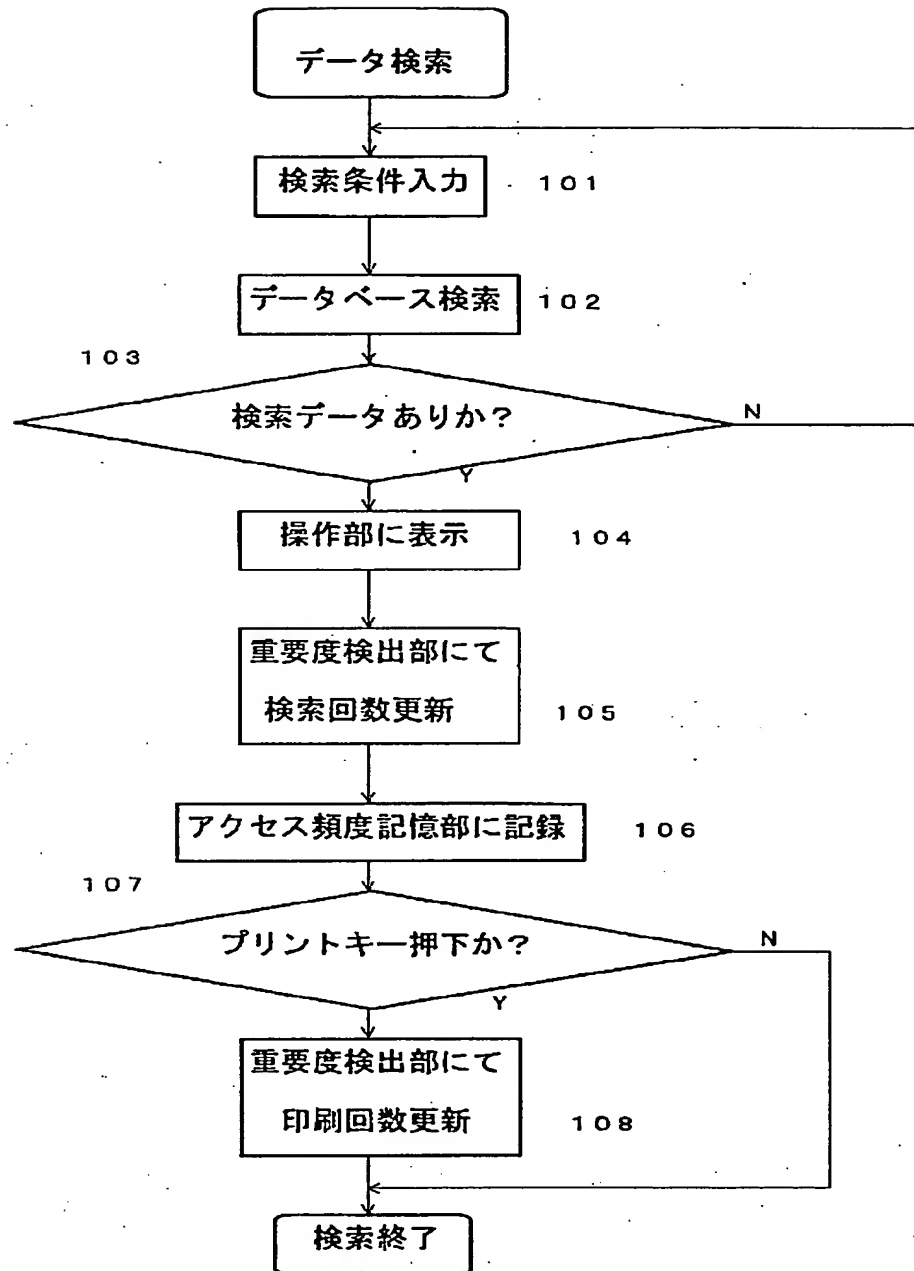 データ検索
検索条件入力 101
データベース検索 102
103
検索データありか?
N
Y
操作部に表示 104
重要度検出部にて
検索回数更新 105
アクセス頻度記憶部に記録 106
107
プリントキー押下か?
N
Y
重要度検出部にて
印刷回数更新 108
検索終了